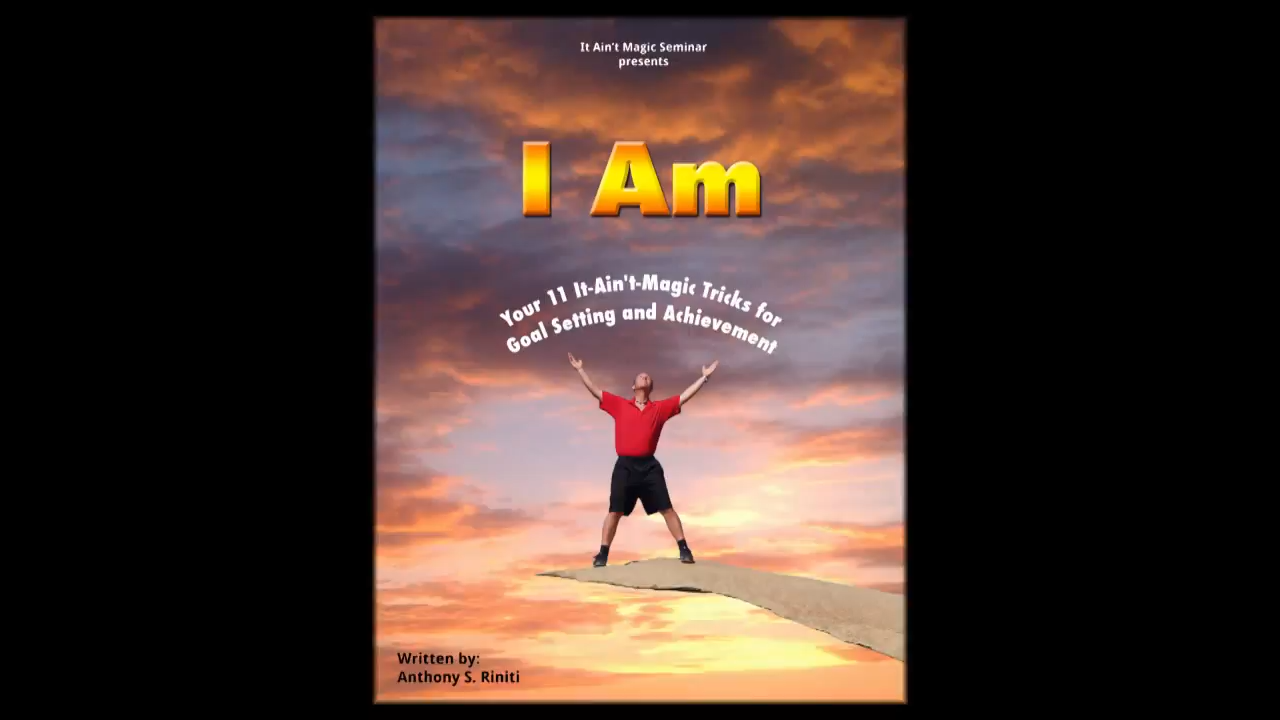 It Ain't Magic Seminar
presents
I Am
Your 11 It-Ain't-Magic Tricks for
Goal Setting and Achievement
Written by:
Anthony S. Riniti